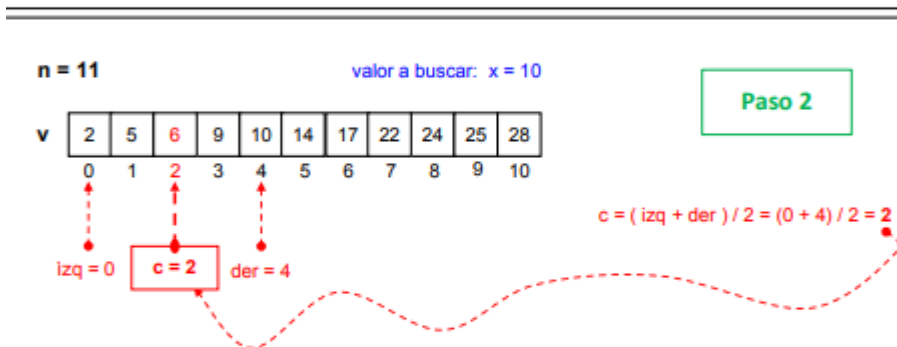 n = 11
valor a buscar: x = 10
Paso 2
v 2 5 6 9 10 14 17 22 24 25 28
0 1 2 3 4 5 6 7 8 9 10
c = ( izq + der ) / 2 = (0 + 4) / 2 = 2
izq = 0 c = 2 der = 4